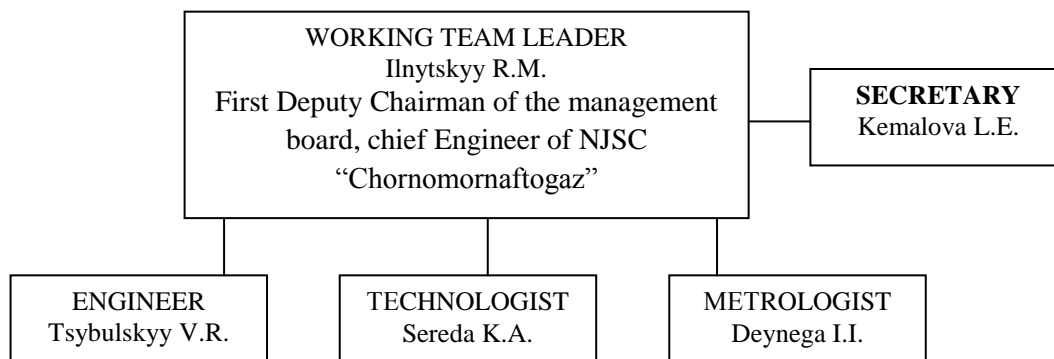 WORKING TEAM LEADER
Ilnytskyy R.M.
First Deputy Chairman of the management
board, chief Engineer of NJSC
“Chornomornaftogaz”
SECRETARY
Kemalova L.E.
ENGINEER
Tsybulskyy V.R.
TECHNOLOGIST
Sereda K.A.
METROLOGIST
Deynega I.I.